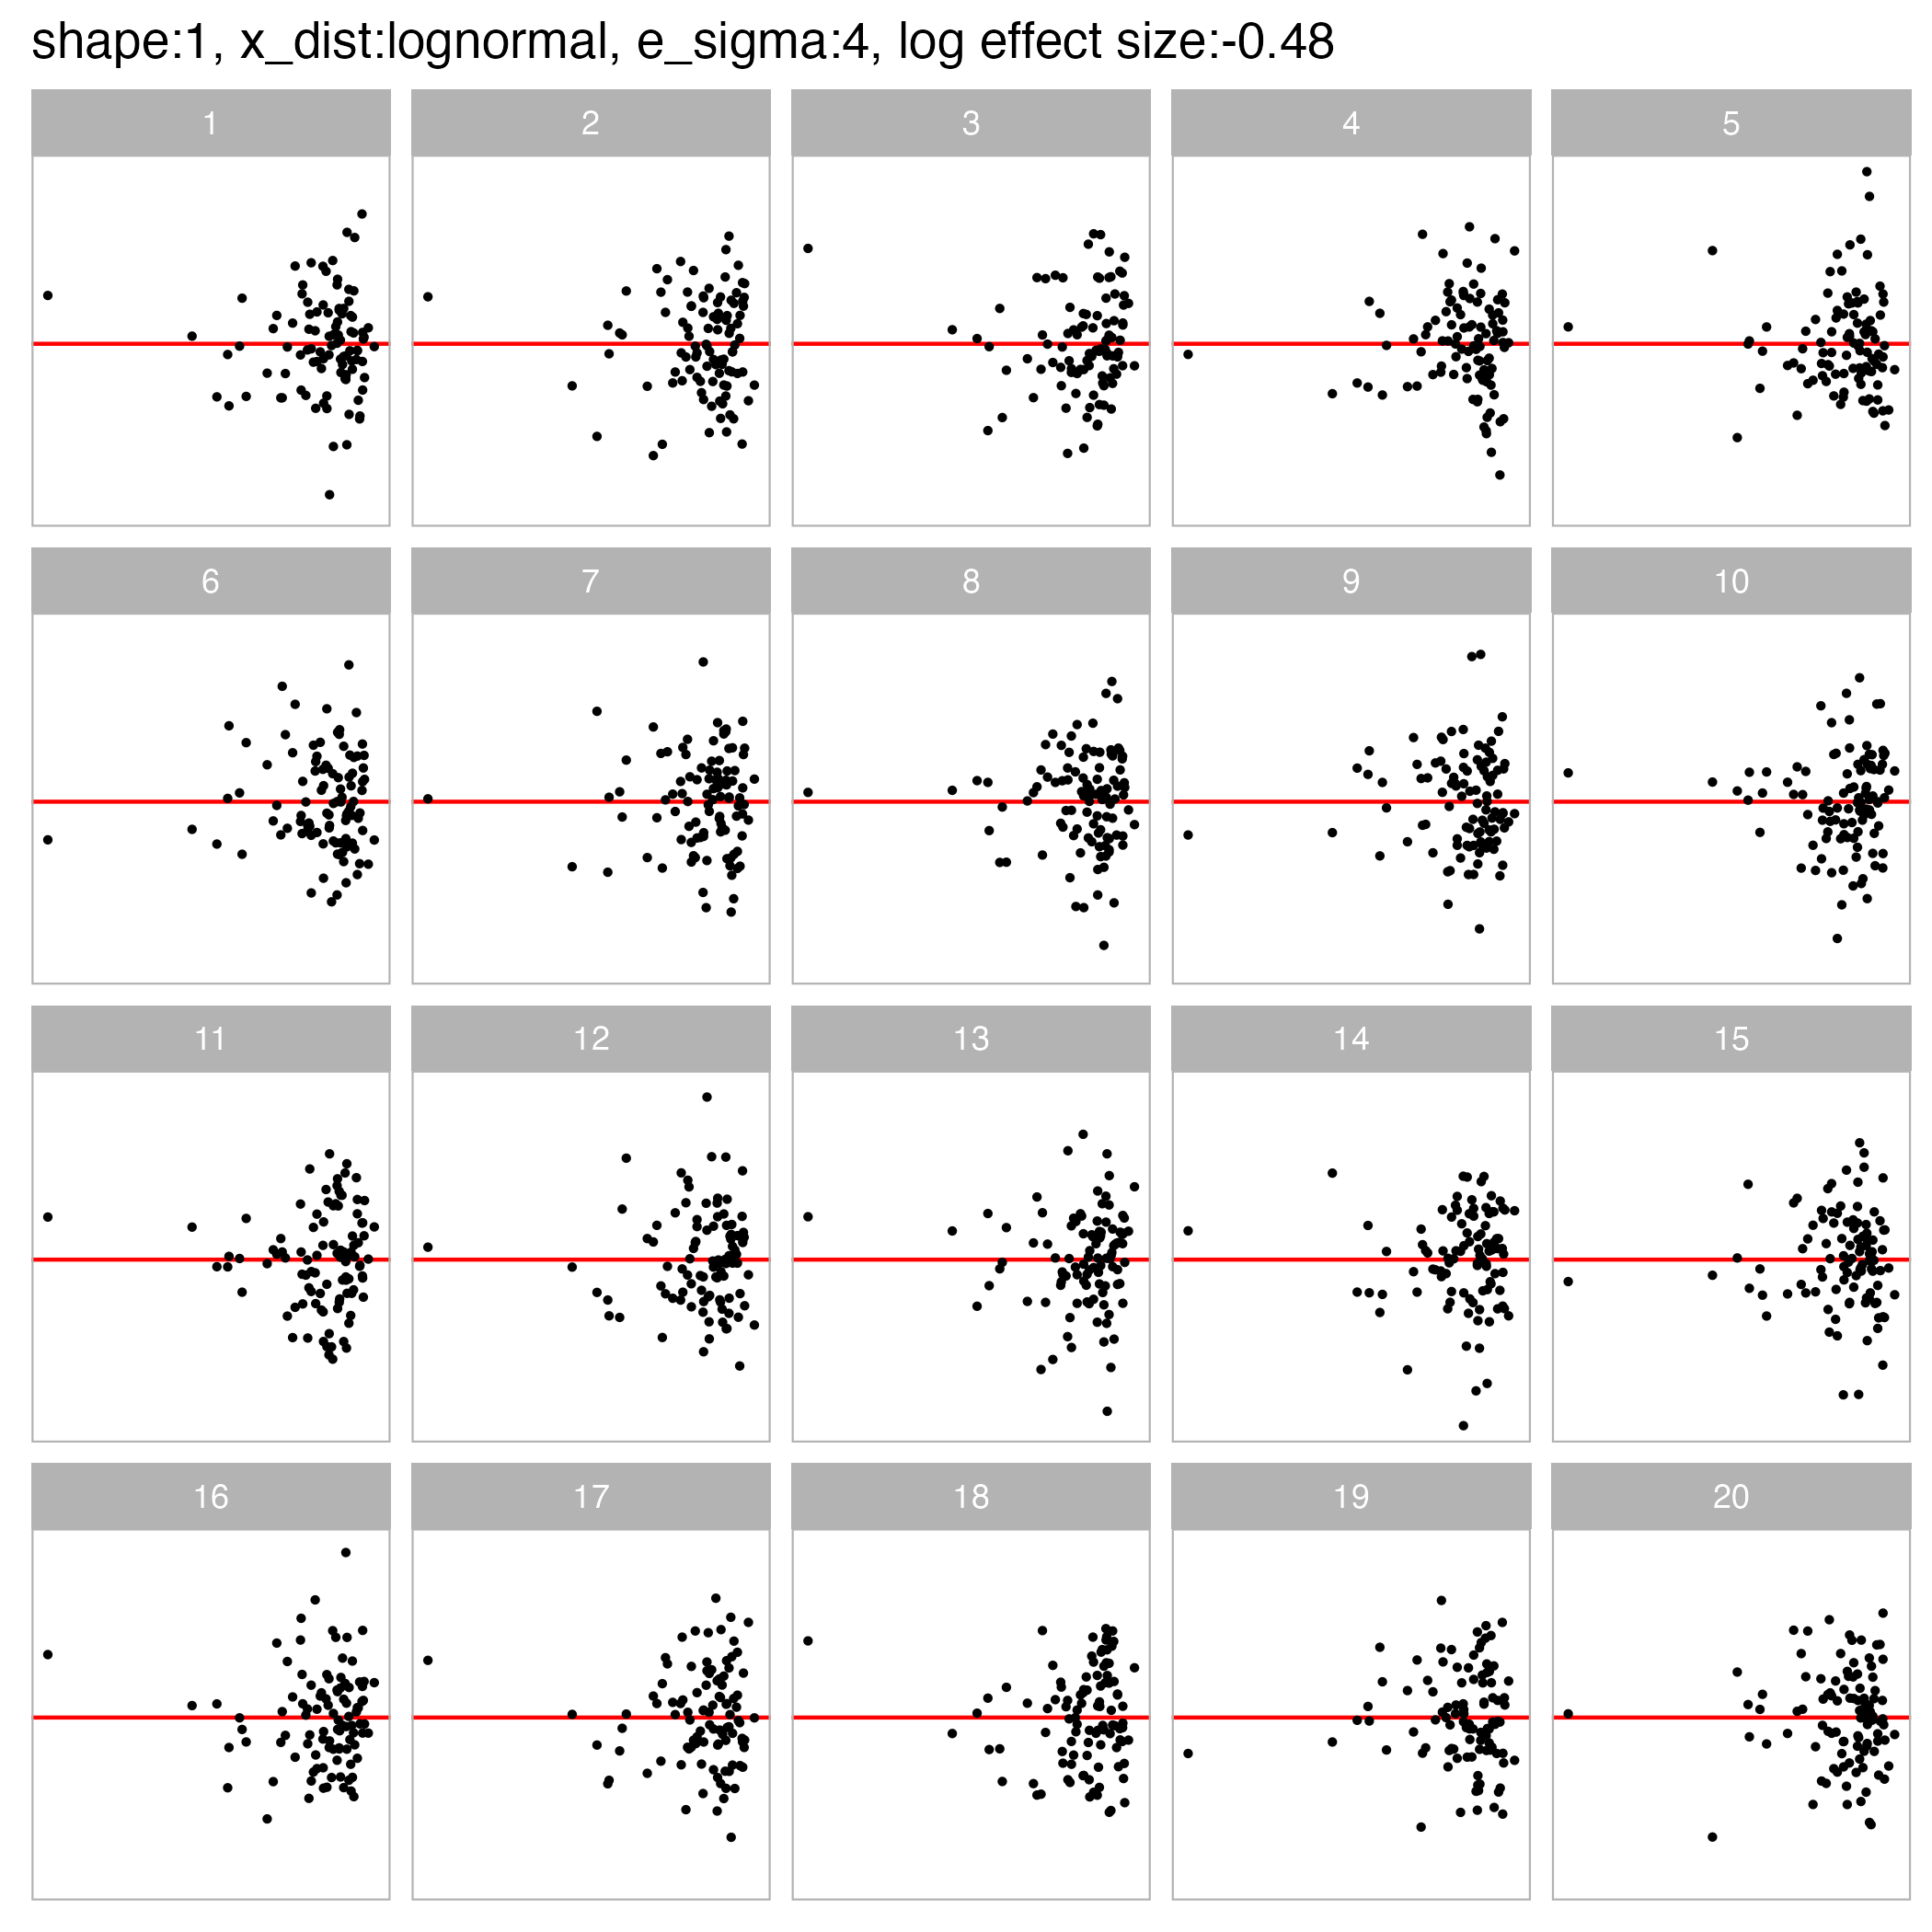 shape:1, x_dist:lognormal, e_sigma:4, log effect size:-0.48
1 2 3 4 5
6 7 8 9 10
11 12 13 14 15
16 17 18 19 20